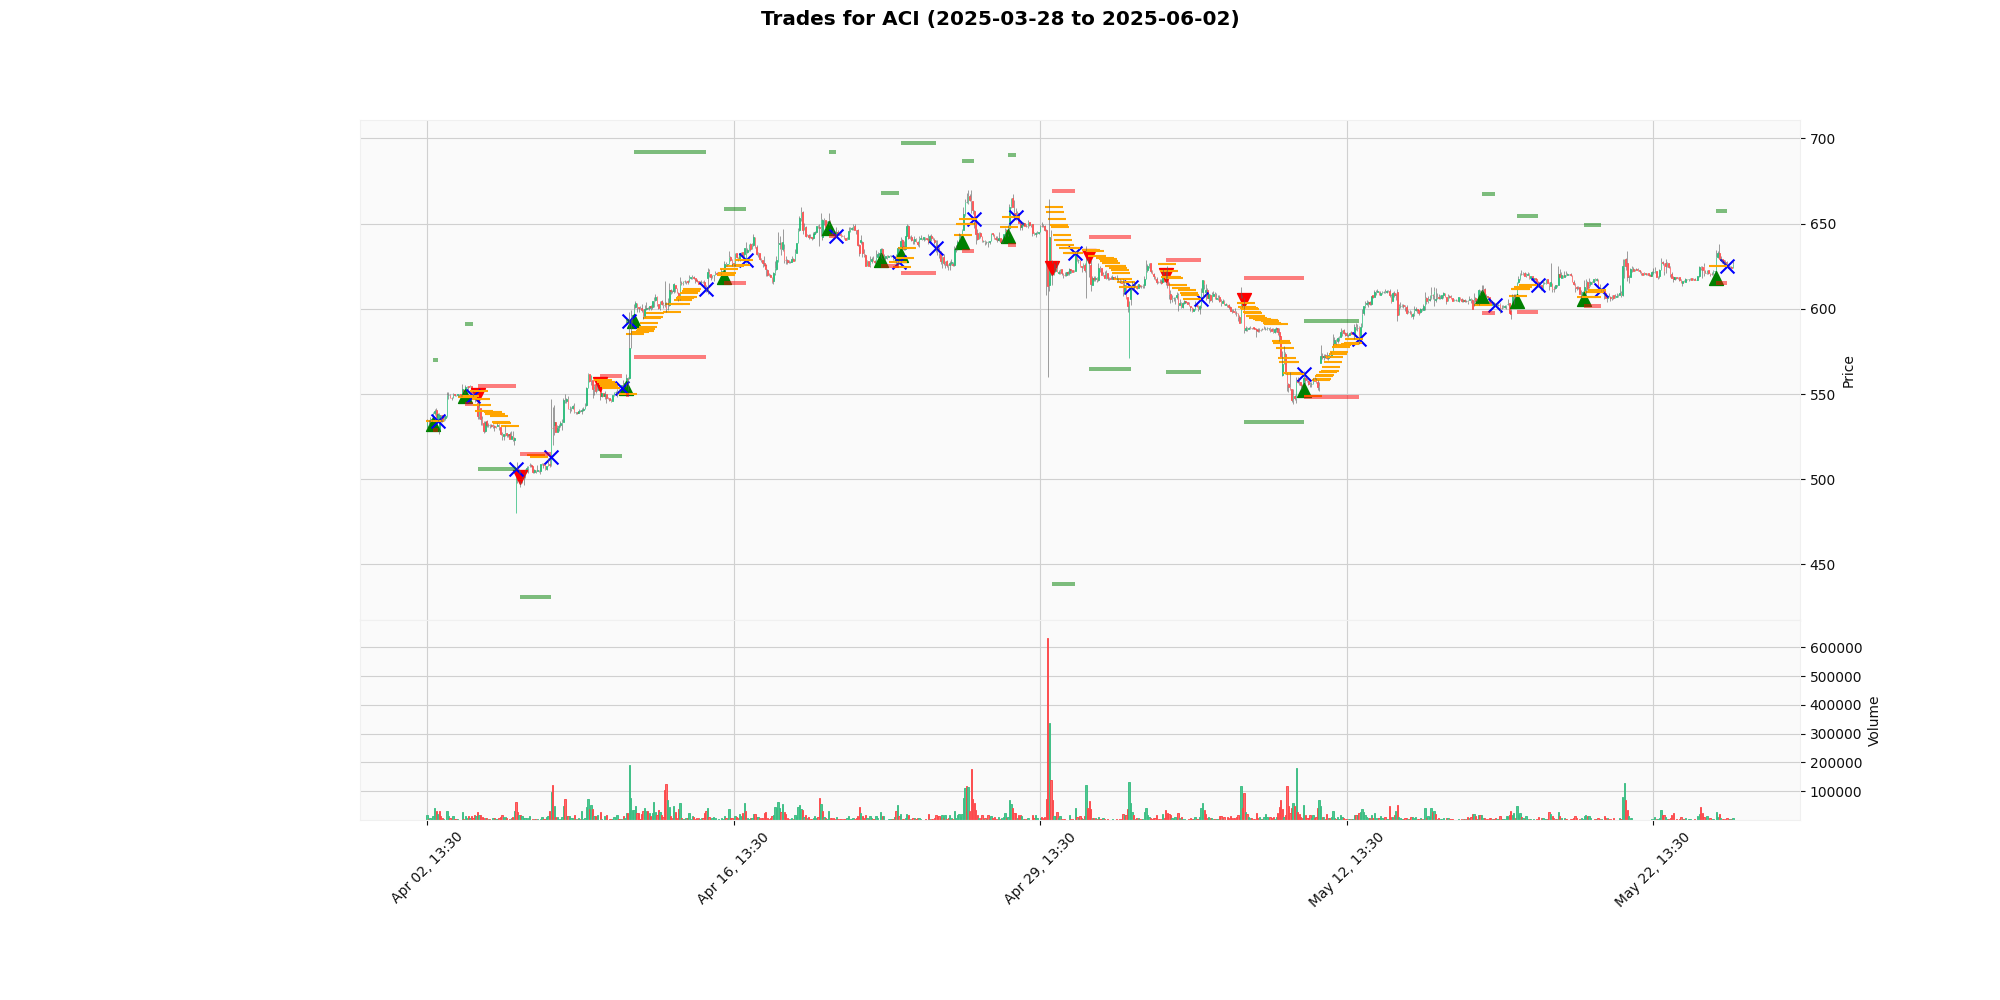 Trades for ACI (2025-03-28 to 2025-06-02)
700
650
600
550
500
450
Price
600000
500000
400000
300000
200000
100000
Volume
Apr 02, 13:30
Apr 16, 13:30
Apr 29, 13:30
May 12, 13:30
May 22, 13:30